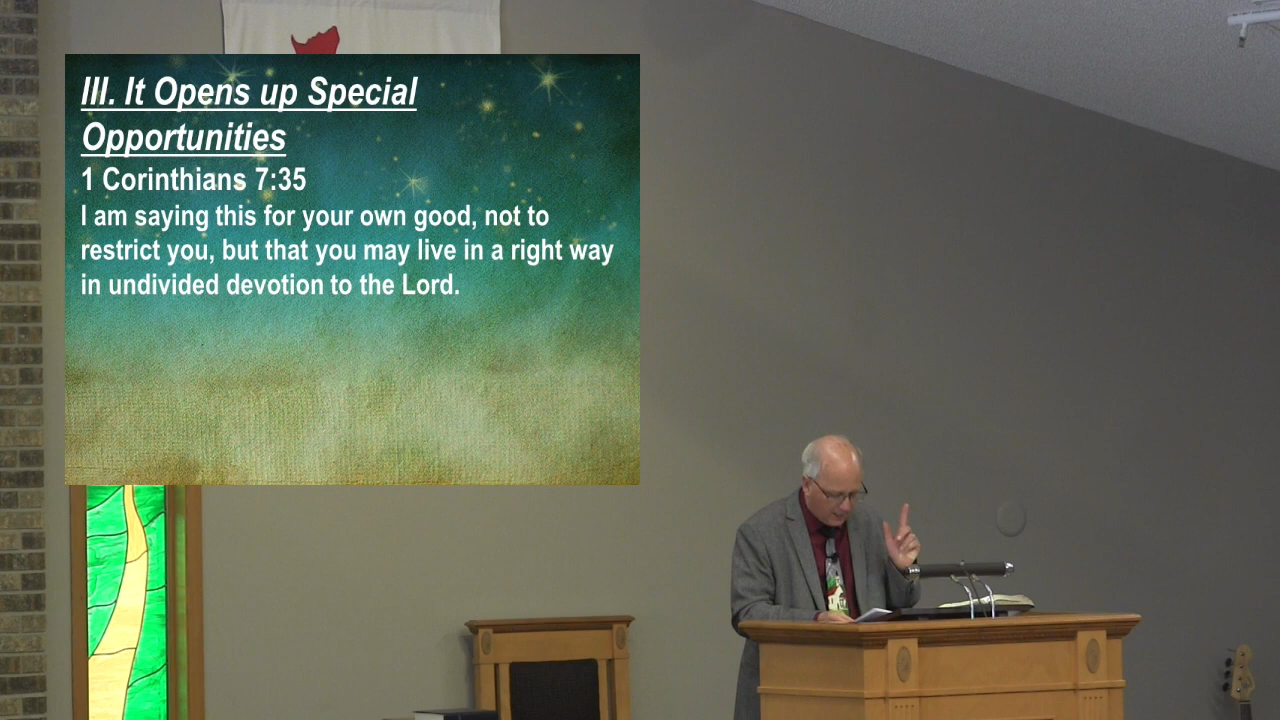 III. It Opens up Special
Opportunities
1 Corinthians 7:35
I am saying this for your own good, not to
restrict you, but that you may live in a right way
in undivided devotion to the Lord.